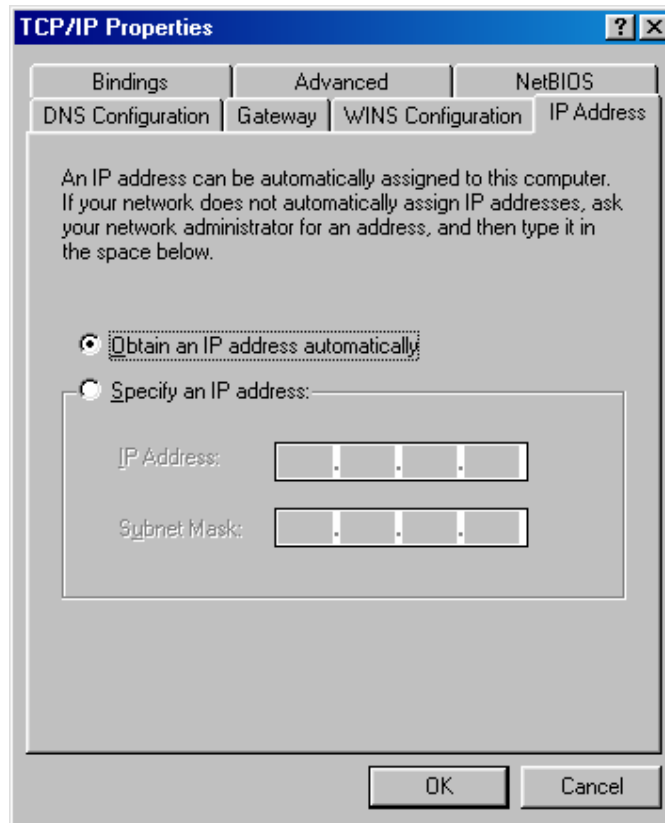 TCP/IP Properties
Bindings
Advanced
NetBIOS
DNS Configuration
Gateway
WINS Configuration
IP Address
An IP address can be automatically assigned to this computer.
If your network does not automatically assign IP addresses, ask
your network administrator for an address, and then type it in
the space below.
Obtain an IP address automatically
Specify an IP address:
IP Address:
. . .
Subnet Mask:
. . .
OK
Cancel